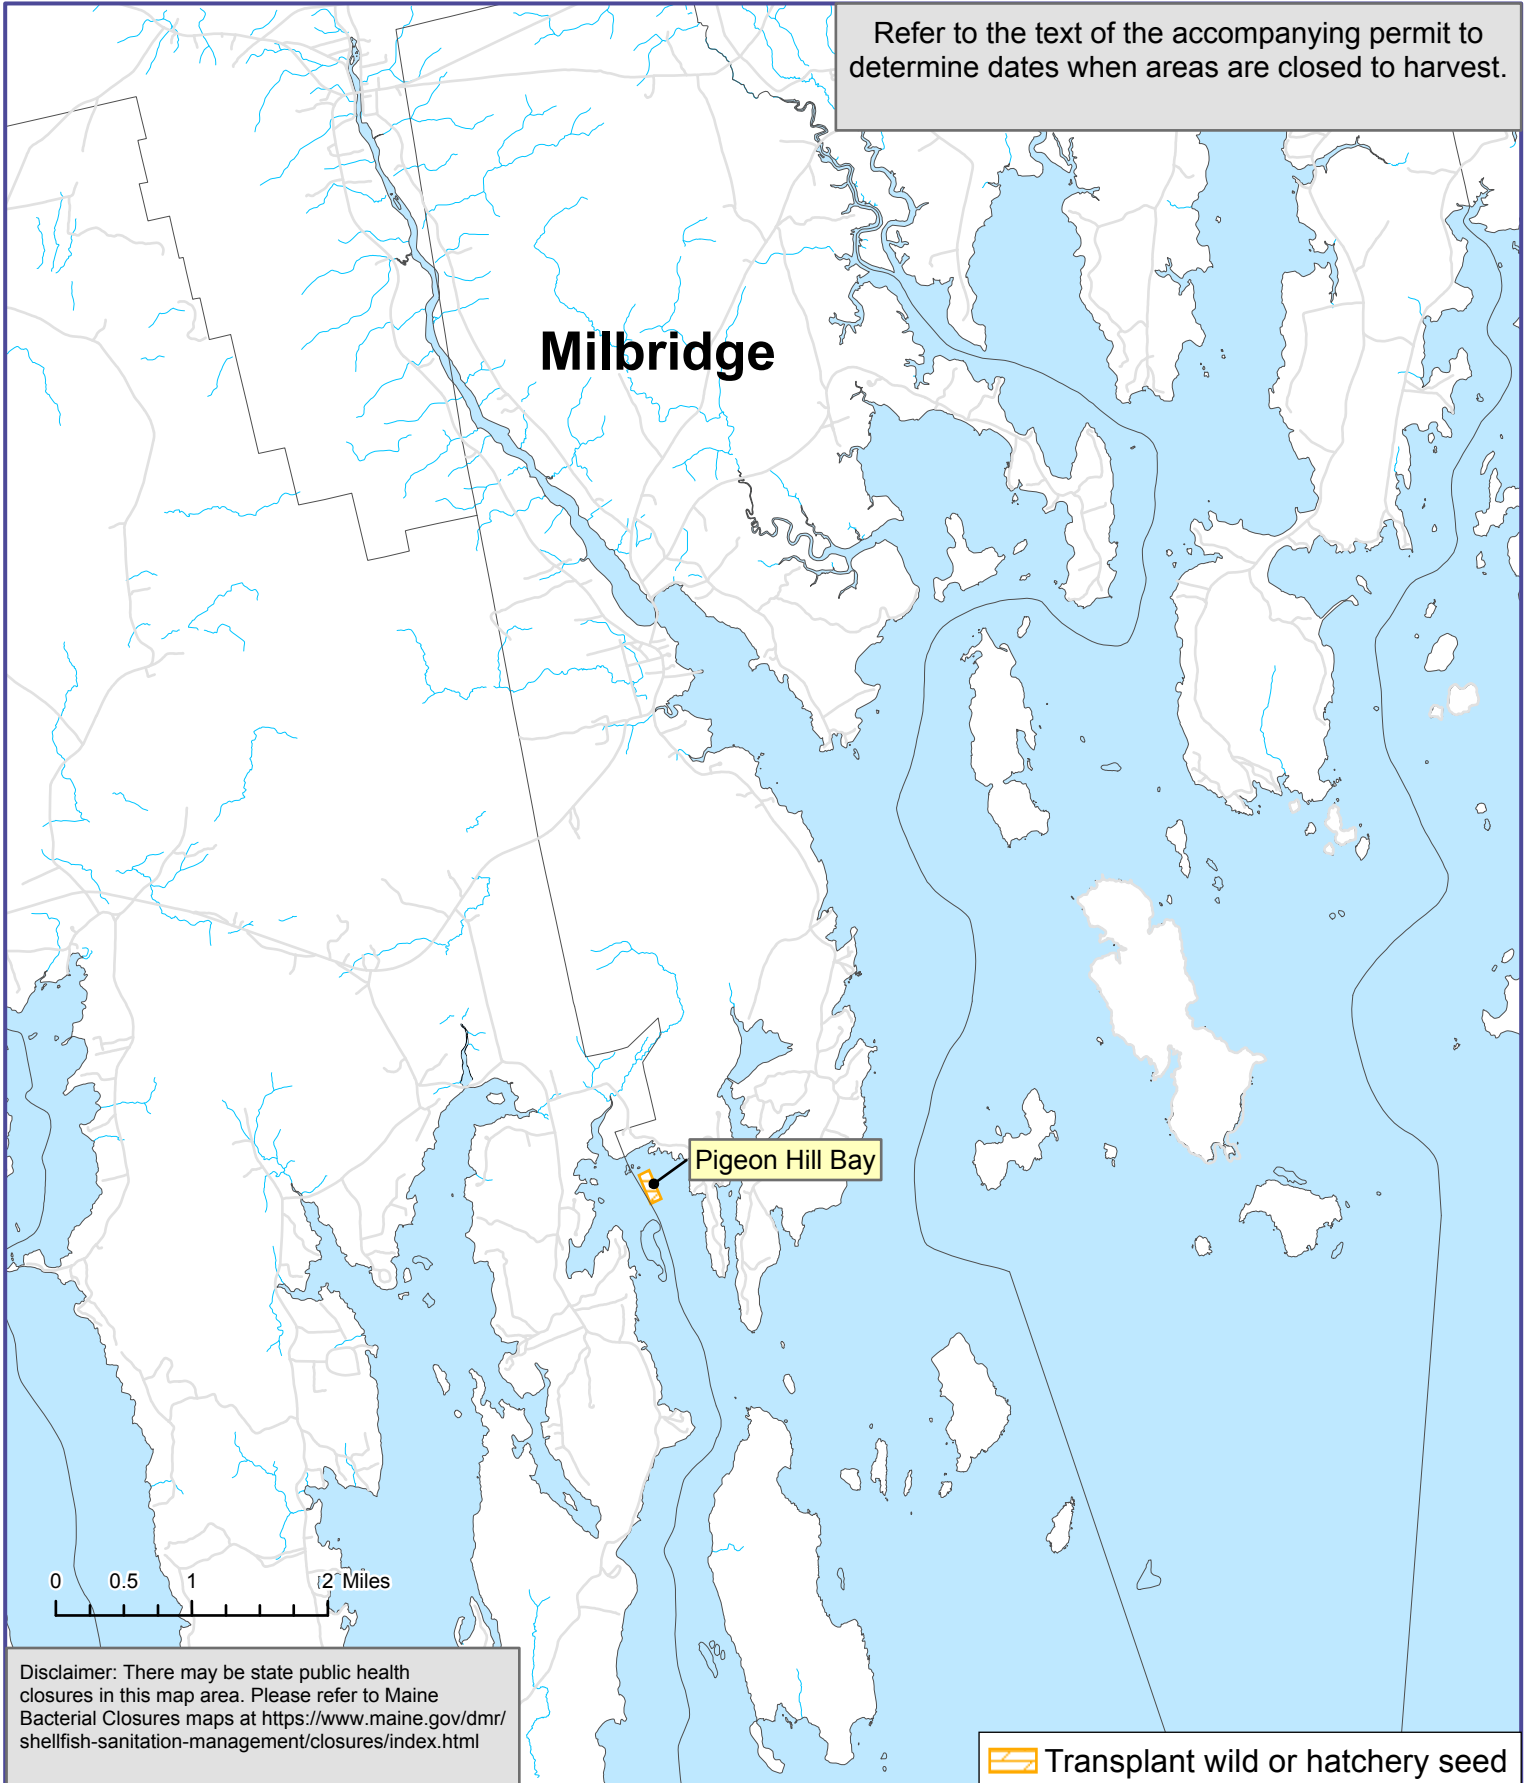 Refer to the text of the accompanying permit to
determine dates when areas are closed to harvest.
Milbridge
Pigeon Hill Bay
0 0.5 1 2 Miles
Disclaimer: There may be state public health
closures in this map area. Please refer to Maine
Bacterial Closures maps at https://www.maine.gov/dmr/
shellfish-sanitation-management/closures/index.html
Transplant wild or hatchery seed